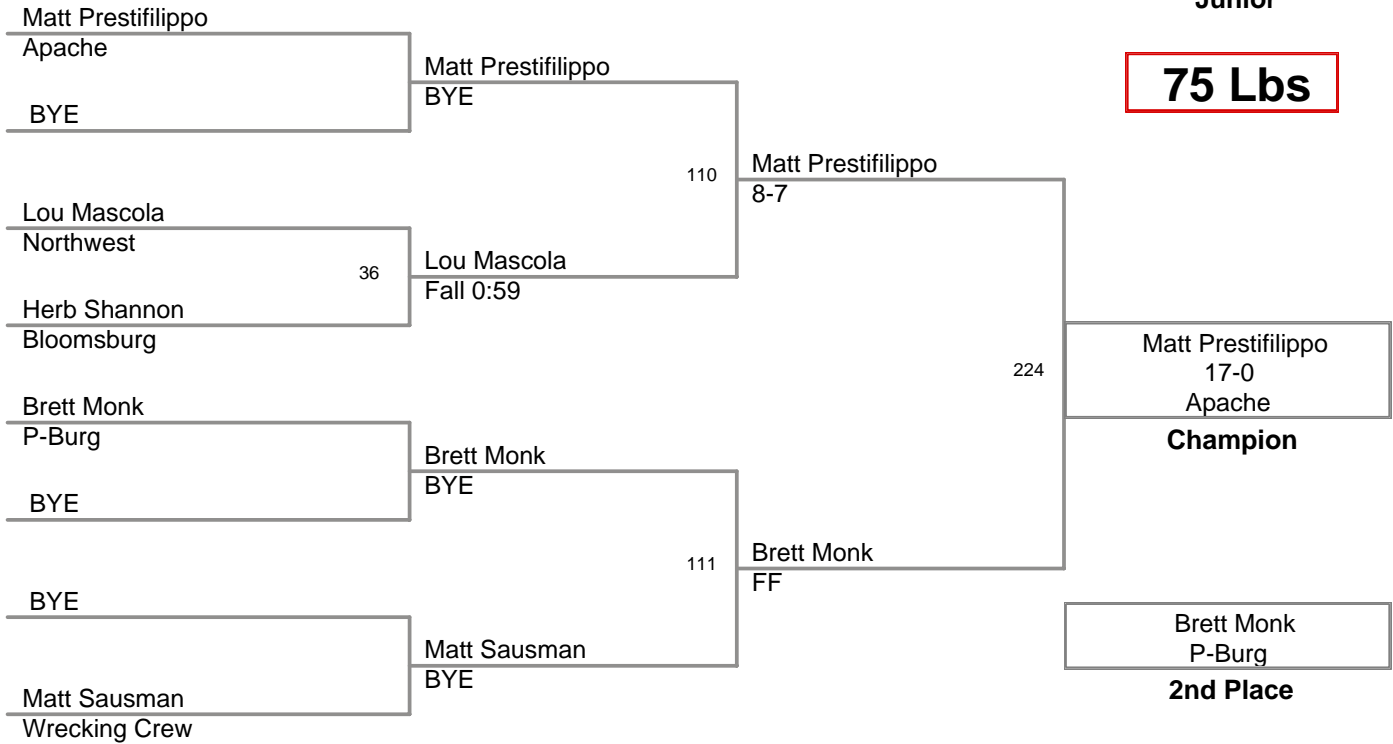 Junior
75 Lbs
Matt Prestifilippo
Apache
BYE
Lou Mascola
Northwest
36
Herb Shannon
Bloomsburg
Brett Monk
P-Burg
BYE
BYE
Matt Sausman
Wrecking Crew
Matt Prestifilippo
BYE
110
Lou Mascola
Fall 0:59
Brett Monk
BYE
111
Matt Sausman
BYE
Matt Prestifilippo
8-7
224
Brett Monk
FF
Matt Prestifilippo
17-0
Apache
Champion
Brett Monk
P-Burg
2nd Place